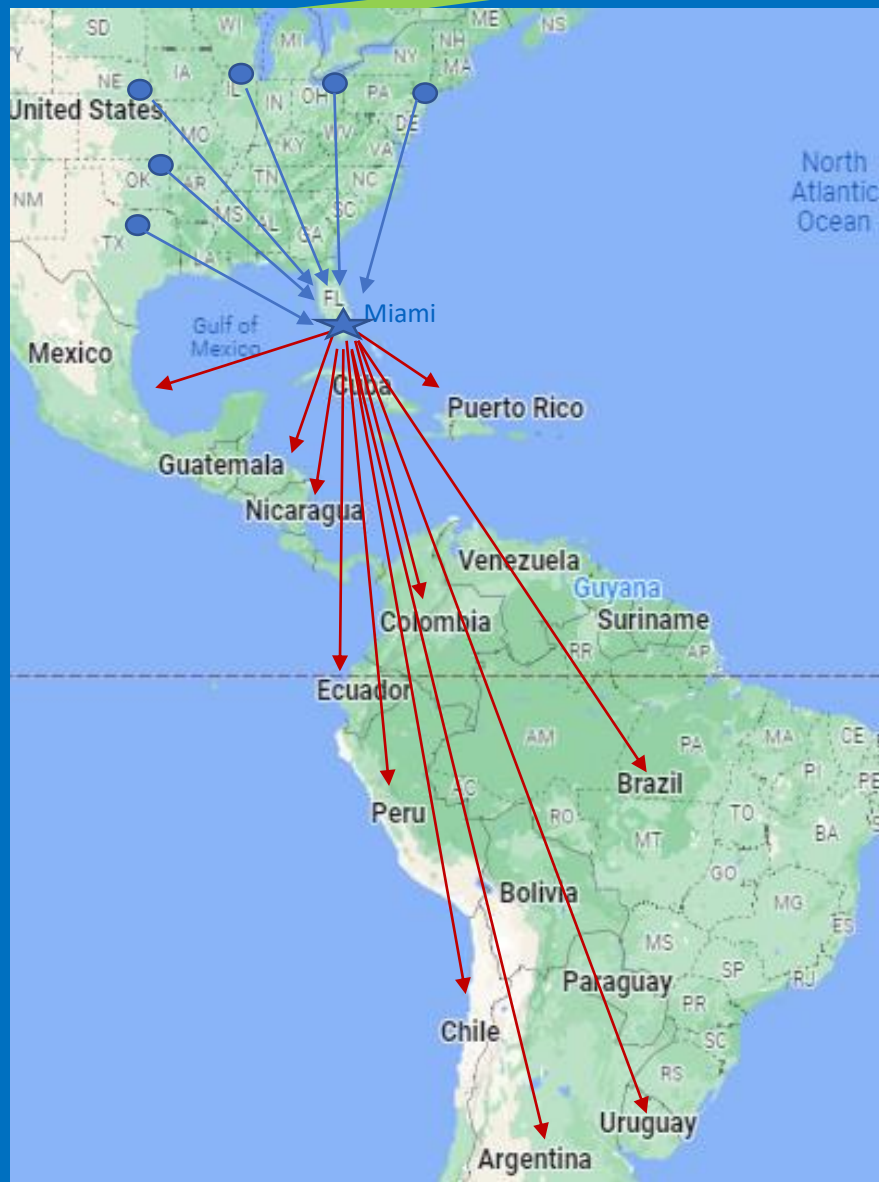 SD
WI
MI
ME
NS
NY
NH
MA
NE
IA
IL
IN
OH
PA
DE
United States
MO
KY
WV
VA
OK
AR
TN
NC
NM
MS
AL
SC
GA
TX
LA
North
Atlantic
Ocean
FL
Miami
Gulf of
Mexico
Mexico
Cuba
Puerto Rico
Guatemala
Nicaragua
Venezuela
Guyana
Colombia
Suriname
RR
AP
Ecuador
AM
PA
MA
CE
Peru
AC
Brazil
PI
PE
RO
TO
MT
BA
GO
Bolivia
MG
ES
MS
SP
Paraguay
RJ
PR
Chile
SC
RS
Uruguay
Argentina